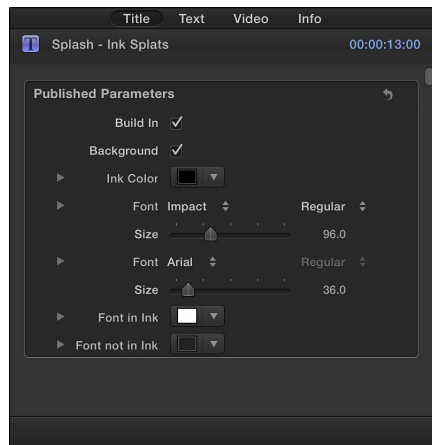 Title Text Video Info
Splash - Ink Splats 00:00:13:00
Published Parameters
Build In
Background
Ink Color
Font Impact Regular
Size 96.0
Font Arial Regular
Size 36.0
Font in Ink
Font not in Ink